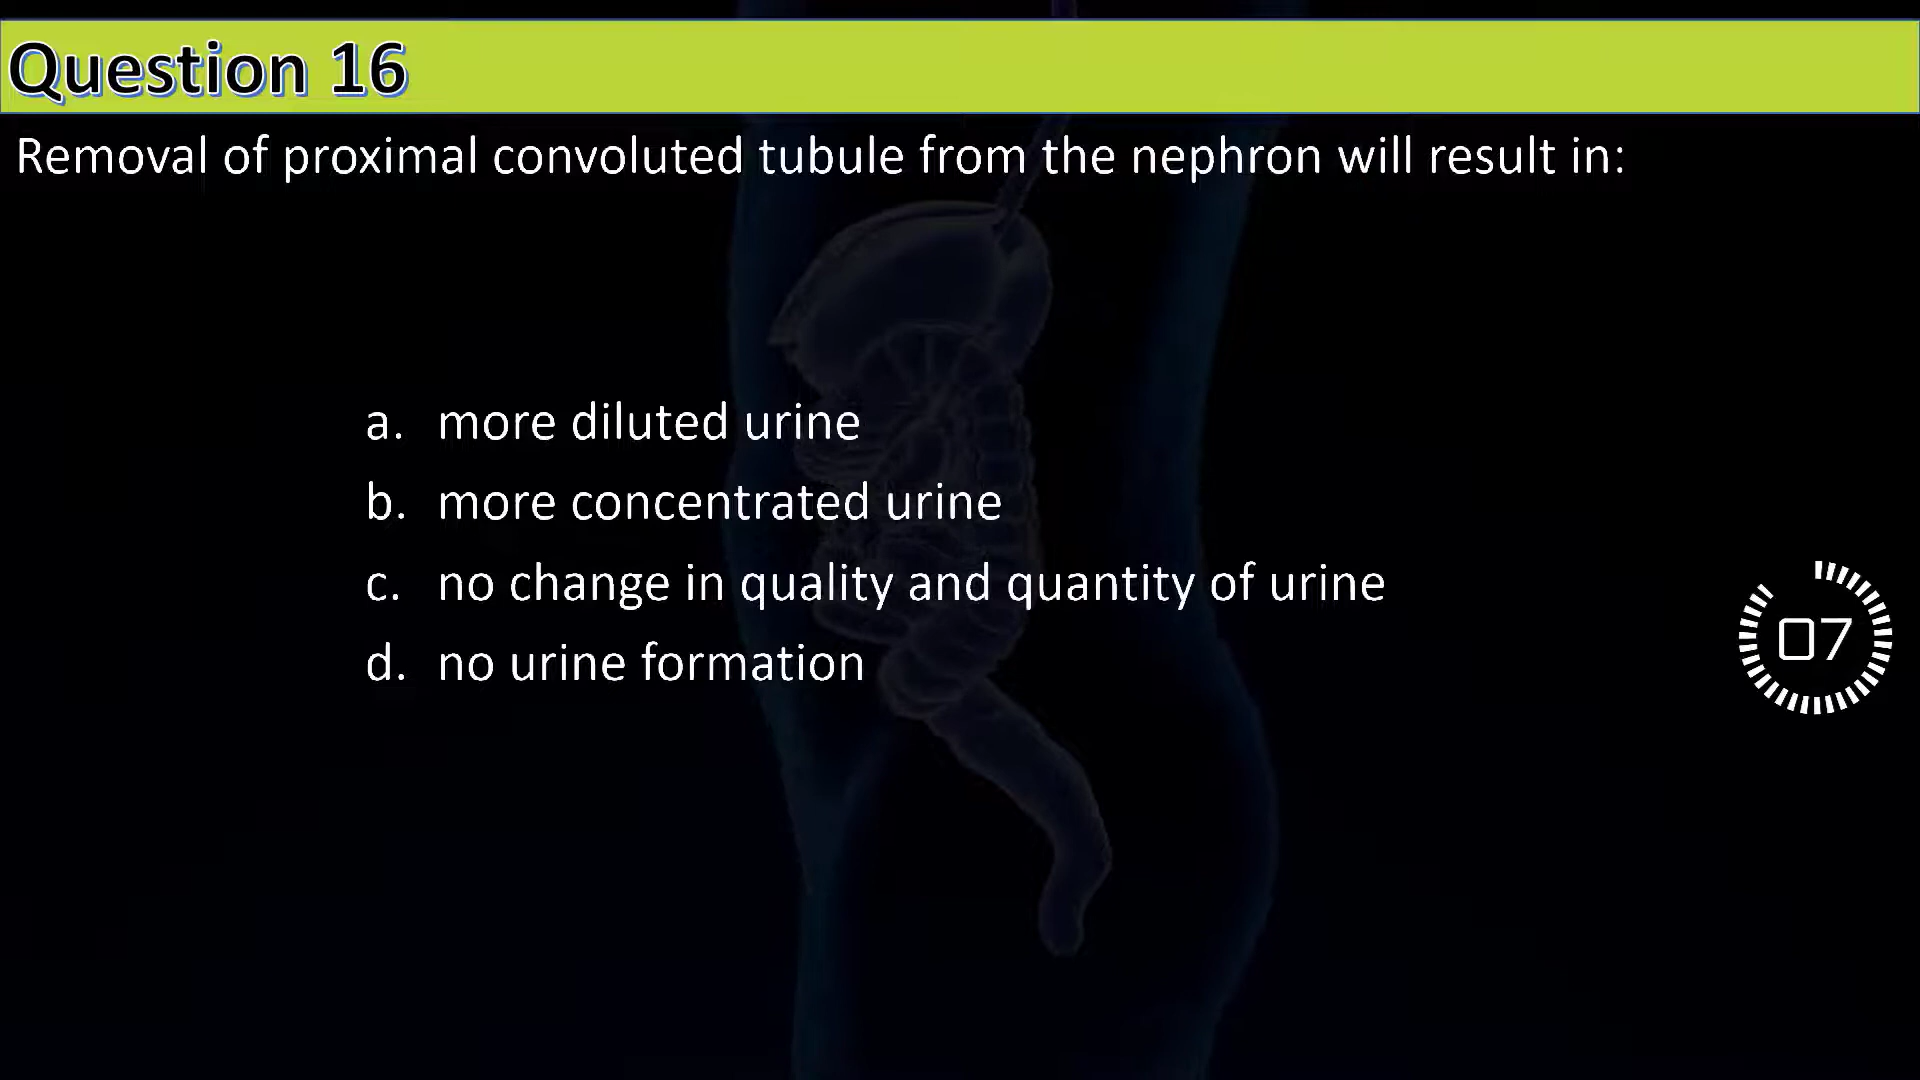 Question 16
Removal of proximal convoluted tubule from the nephron will result in:
a. more diluted urine
b. more concentrated urine
c. no change in quality and quantity of urine
d. no urine formation
07